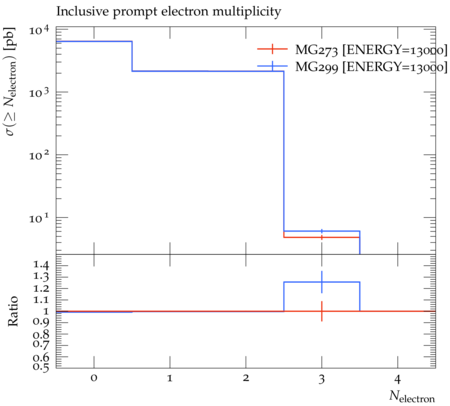 Inclusive prompt electron multiplicity
σ(≥ Nelectron) [pb]
10⁴
10³
10²
10¹
MG273 [ENERGY=13000]
MG299 [ENERGY=13000]
Ratio
1.4
1.3
1.2
1.1
1
0.9
0.8
0.7
0.6
0.5
0 1 2 3 4
Nelectron